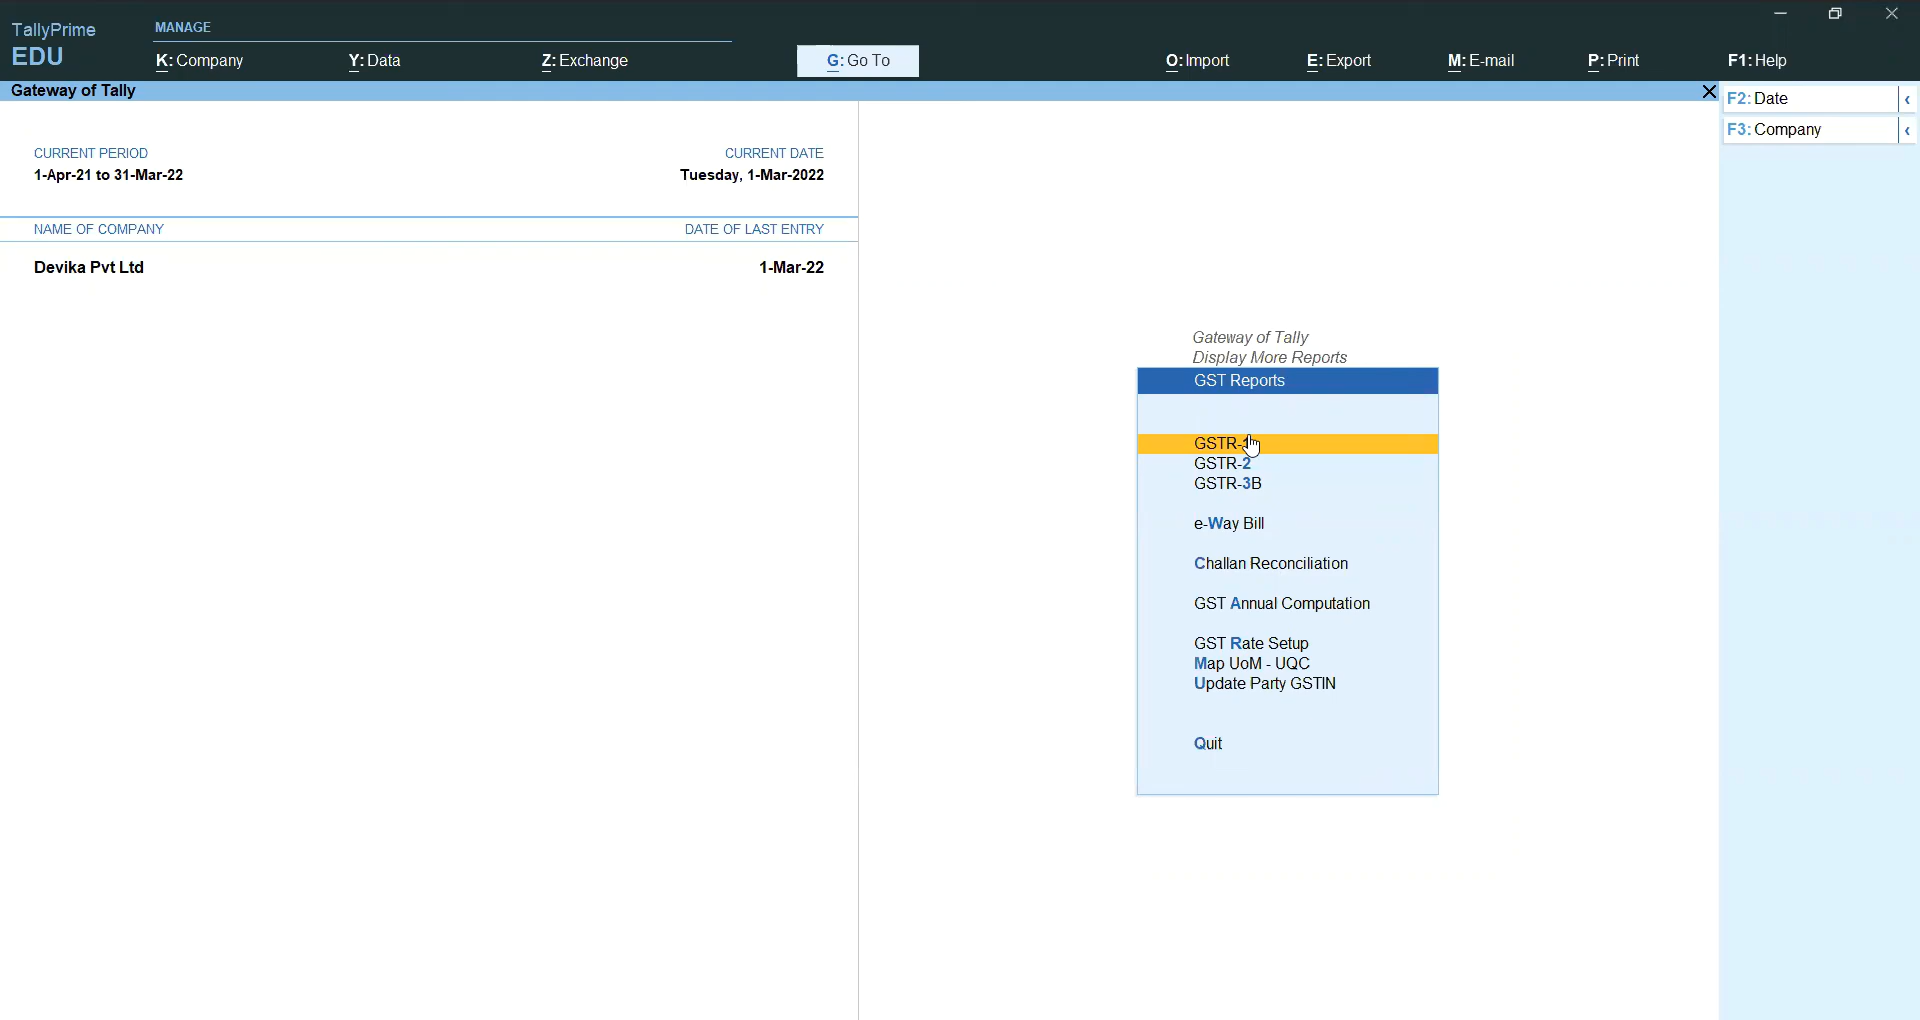 TallyPrime
EDU
MANAGE
K: Company
Y: Data
Z: Exchange
G: Go To
O: Import
E: Export
M: E-mail
P: Print
F1: Help
Gateway of Tally
F2: Date
F3: Company
CURRENT PERIOD
CURRENT DATE
1-Apr-21 to 31-Mar-22
Tuesday, 1-Mar-2022
NAME OF COMPANY
DATE OF LAST ENTRY
Devika Pvt Ltd
1-Mar-22
Gateway of Tally
Display More Reports
GST Reports
GSTR-
GSTR-2
GSTR-3B
e-Way Bill
Challan Reconciliation
GST Annual Computation
GST Rate Setup
Map UoM - UQC
Update Party GSTIN
Quit